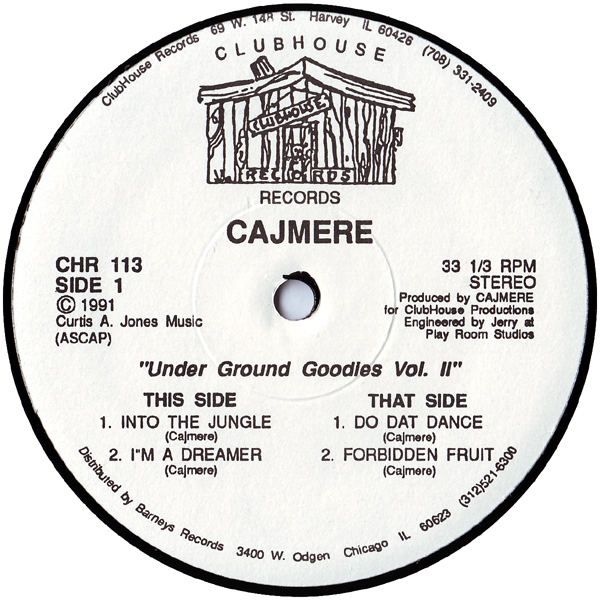 ClubHouse Records 69 W. 148 St. Harvey IL 60426 (708) 331-2409
CLUBHOUSE
CLUBHOUSE
RECORDS
RECORDS
CAJMERE
CHR 113
SIDE 1
© 1991
Curtis A. Jones Music
(ASCAP)
33 1/3 RPM
STEREO
Produced by CAJMERE
for ClubHouse Productions
Engineered by Jerry at
Play Room Studios
"Under Ground Goodies Vol. II"
THIS SIDE
1. INTO THE JUNGLE
(Cajmere)
2. I"M A DREAMER
(Cajmere)
THAT SIDE
1. DO DAT DANCE
(Cajmere)
2. FORBIDDEN FRUIT
(Cajmere)
Distributed by Barneys Records 3400 W. Odgen Chicago IL 60623 (312)521-6300